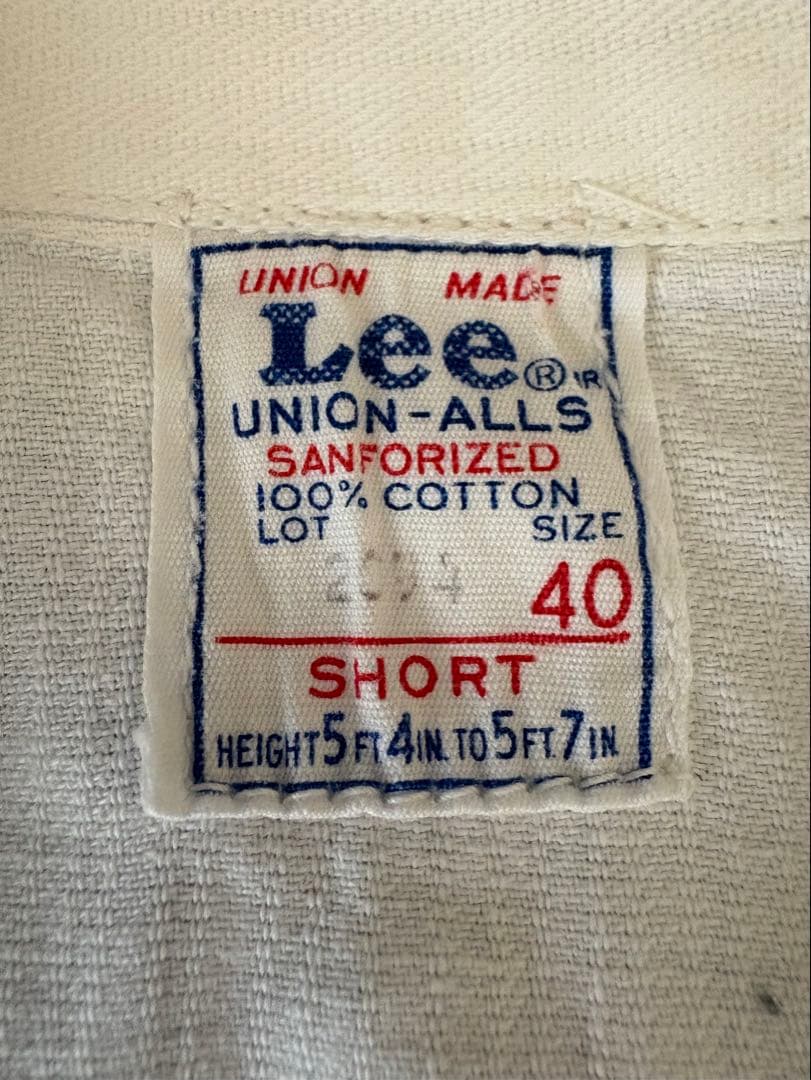 UNION MADE
Lee ® MR
UNION-ALLS
SANFORIZED
100% COTTON
LOT SIZE
40
SHORT
HEIGHT 5 FT 4 IN. TO 5 FT. 7 IN.